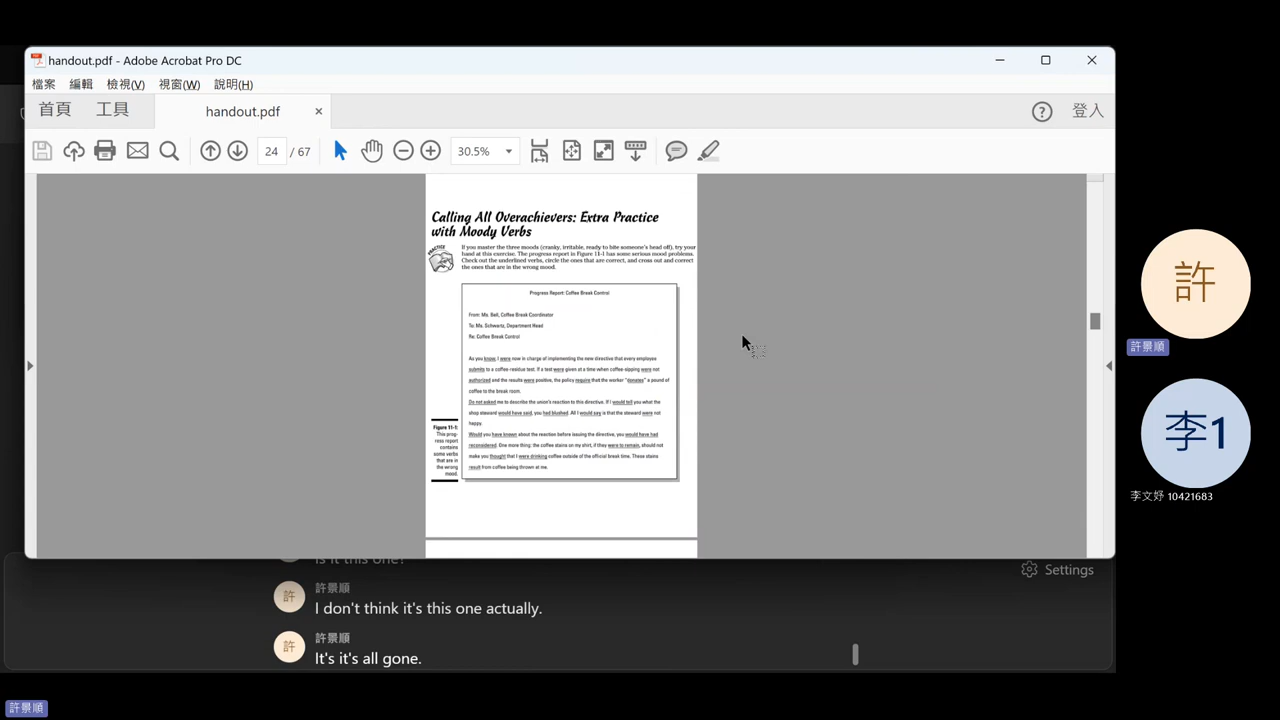 handout.pdf - Adobe Acrobat Pro DC
檔案 編輯 檢視(V) 視窗(W) 說明(H)
首頁 工具 handout.pdf × 登入
24 / 67 30.5%
Calling All Overachievers: Extra Practice
with Moody Verbs
PRACTICE
If you master the three moods (cranky, irritable, ready to bite someone's head off), try your
hand at this exercise. The progress report in Figure 11-1 has some serious mood problems.
Check out the underlined verbs, circle the ones that are correct, and cross out and correct
the ones that are in the wrong mood.
Progress Report: Coffee Break Control
From: Ms. Bell, Coffee Break Coordinator
To: Ms. Schwartz, Department Head
Re: Coffee Break Control
As you know, I were now in charge of implementing the new directive that every employee
submits to a coffee-residue test. If a test were given at a time when coffee-sipping were not
authorized and the results were positive, the policy require that the worker "donates" a pound of
coffee to the break room.
Do not asked me to describe the union's reaction to this directive. If I would tell you what the
shop steward would have said, you had blushed. All I would say is that the steward were not
happy.
Would you have known about the reaction before issuing the directive, you would have had
reconsidered. One more thing: the coffee stains on my shirt, if they were to remain, should not
make you thought that I were drinking coffee outside of the official break time. These stains
result from coffee being thrown at me.
Figure 11-1:
This prog-
ress report
contains
some verbs
that are in
the wrong
mood.
許
許景順
李1
李文妤 10421683
Is it this one?
Settings
許
許景順
I don't think it's this one actually.
許
許景順
It's it's all gone.
許景順